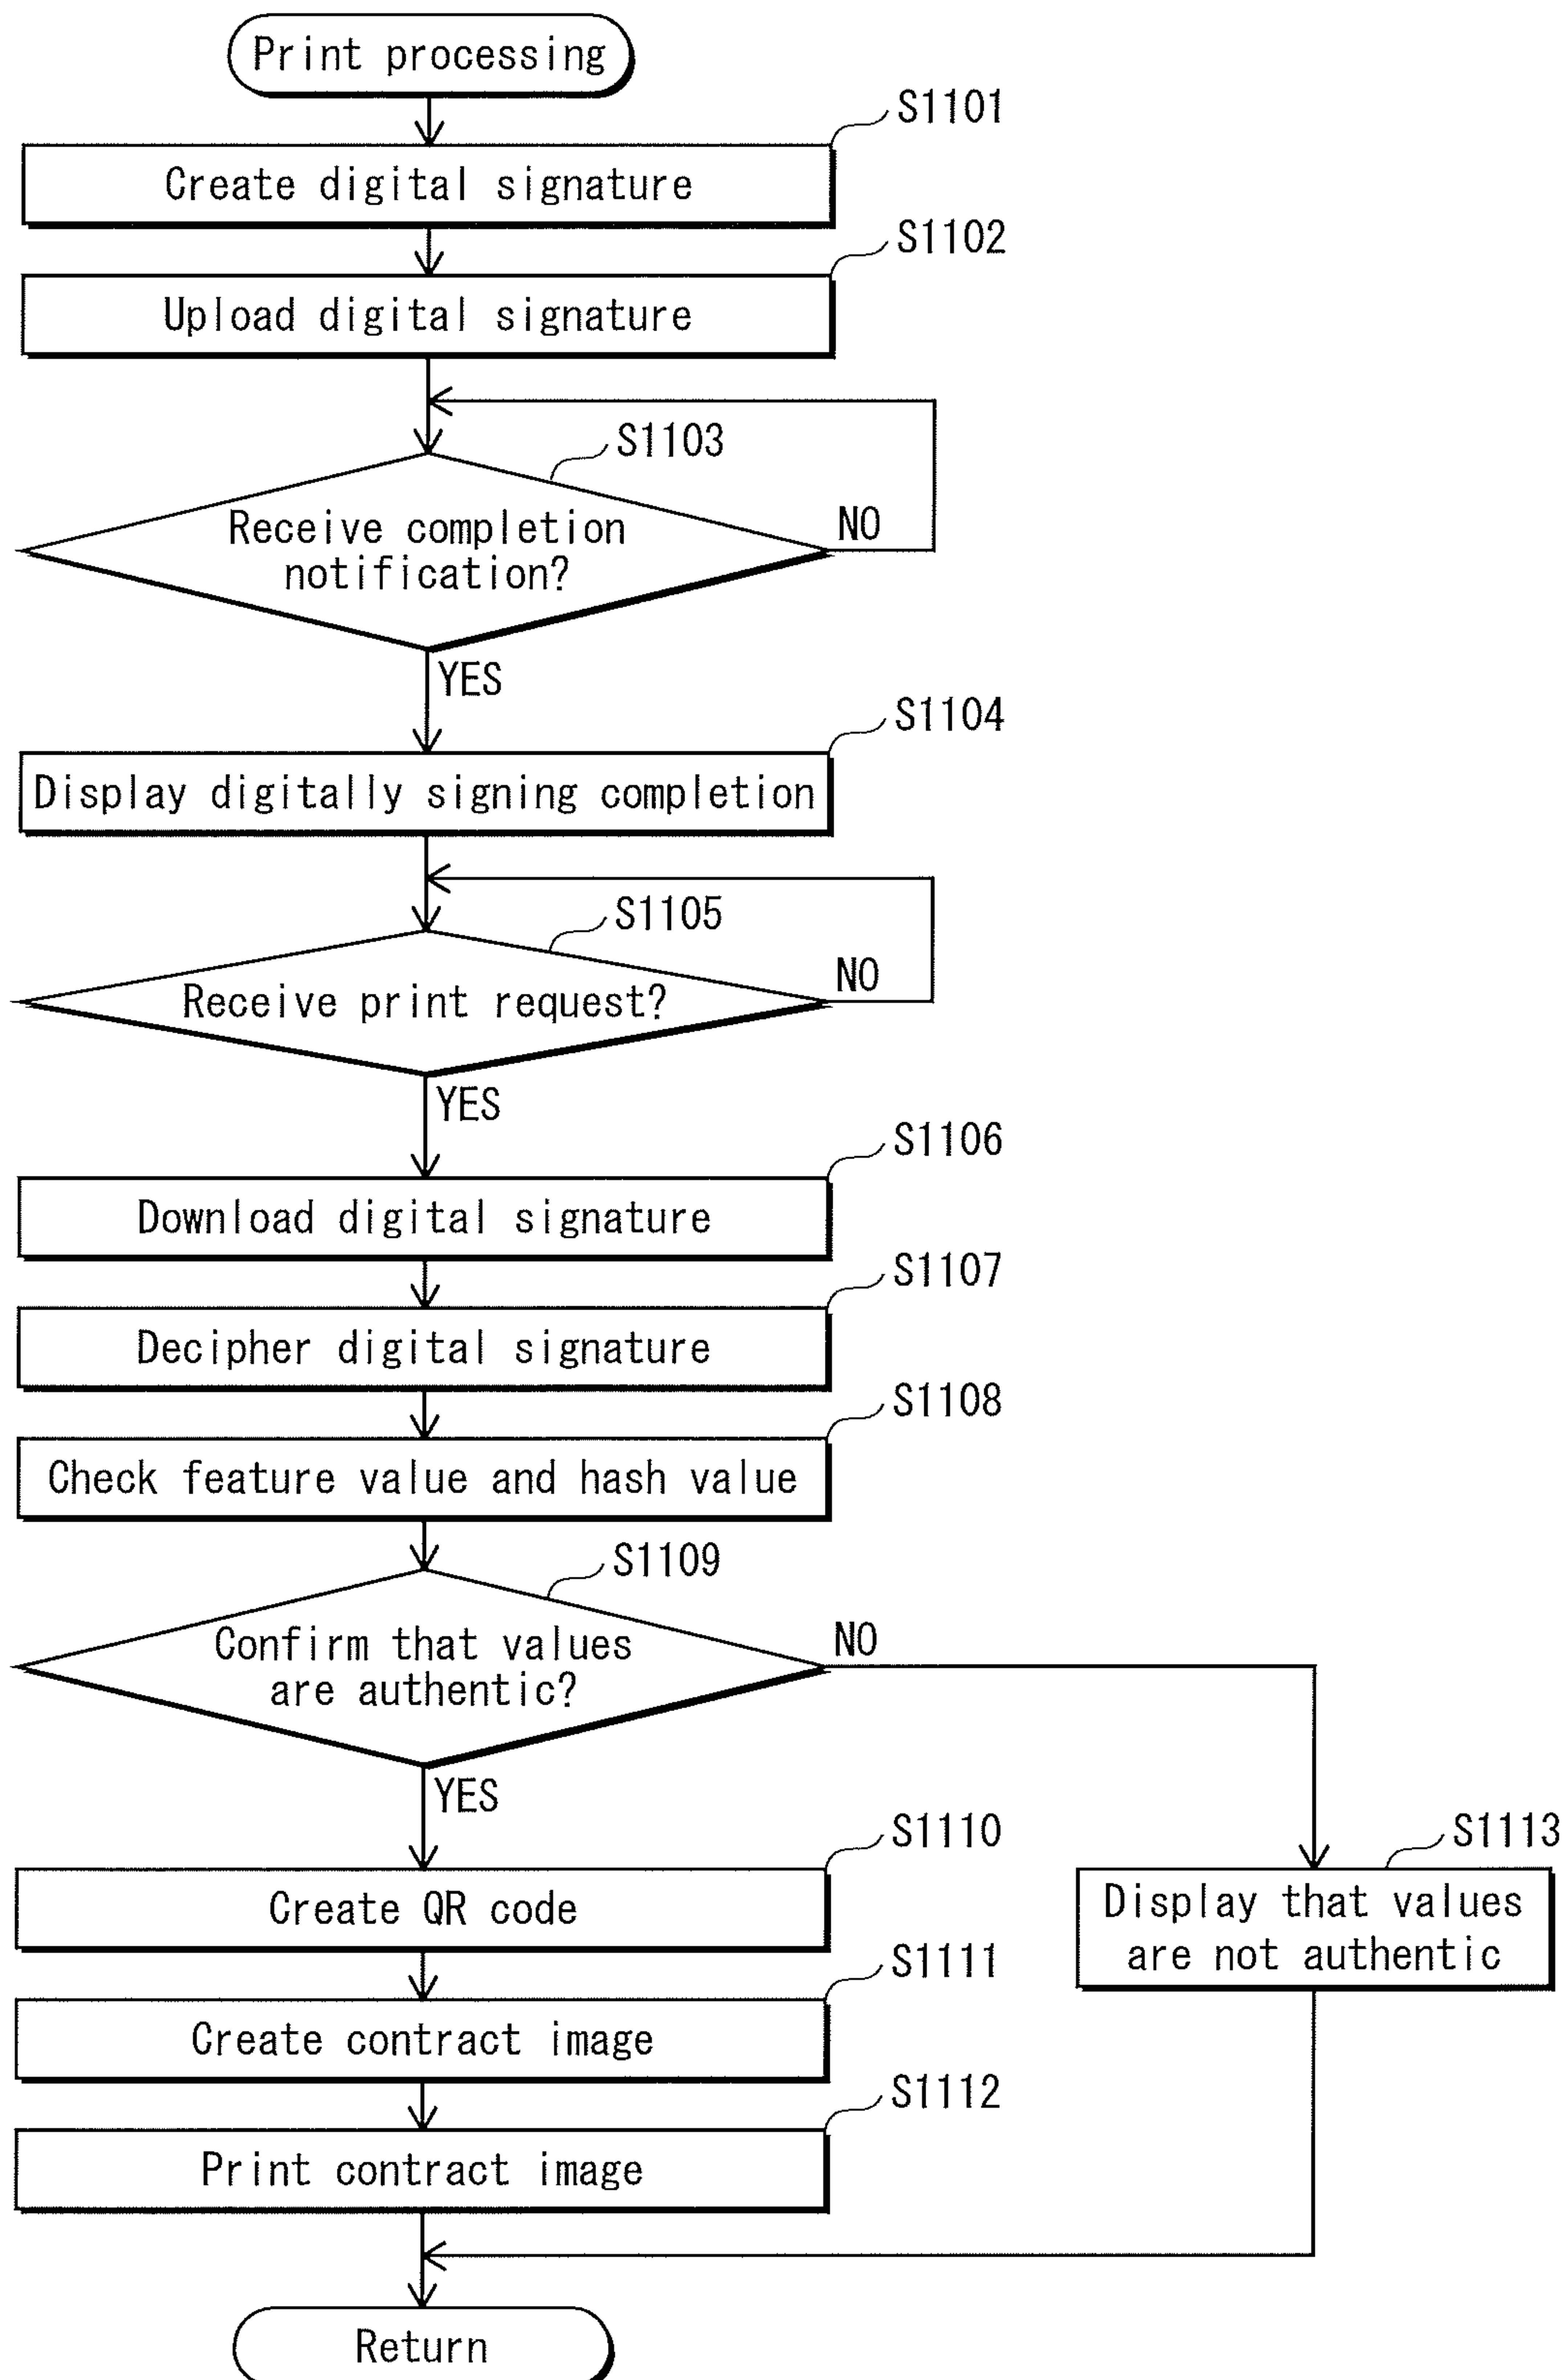 Print processing
S1101
Create digital signature
S1102
Upload digital signature
S1103
Receive completion
notification?
NO
YES
S1104
Display digitally signing completion
S1105
Receive print request?
NO
YES
S1106
Download digital signature
S1107
Decipher digital signature
S1108
Check feature value and hash value
S1109
Confirm that values
are authentic?
NO
YES
S1110
Create QR code
S1113
Display that values
are not authentic
S1111
Create contract image
S1112
Print contract image
Return